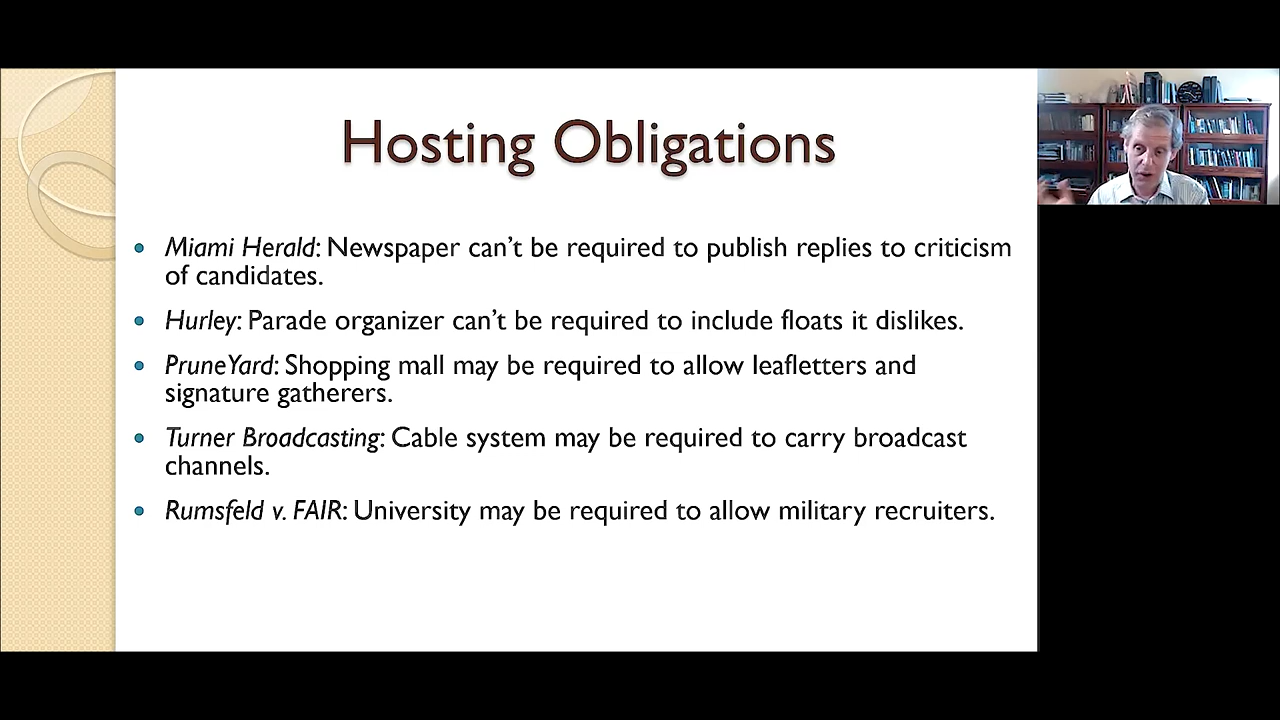 Hosting Obligations
• Miami Herald: Newspaper can’t be required to publish replies to criticism
of candidates.
• Hurley: Parade organizer can’t be required to include floats it dislikes.
• PruneYard: Shopping mall may be required to allow leafletters and
signature gatherers.
• Turner Broadcasting: Cable system may be required to carry broadcast
channels.
• Rumsfeld v. FAIR: University may be required to allow military recruiters.